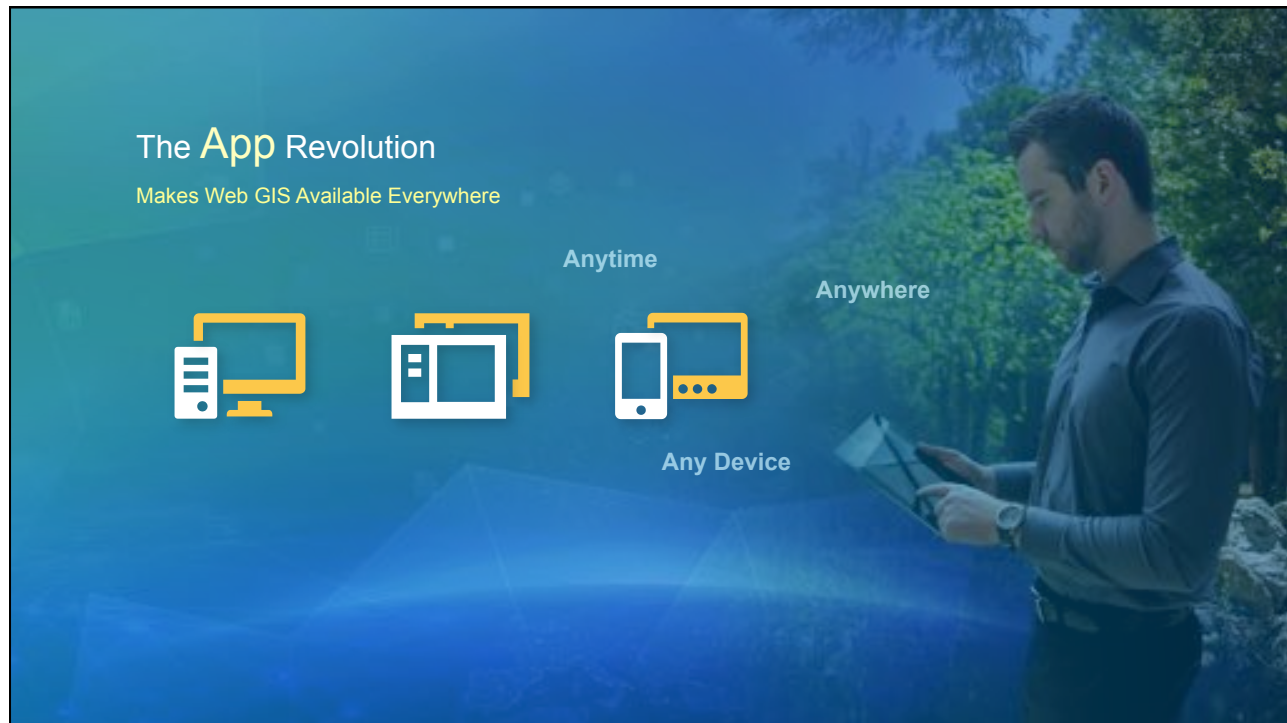 The App Revolution
Makes Web GIS Available Everywhere
Anytime
Anywhere
Any Device